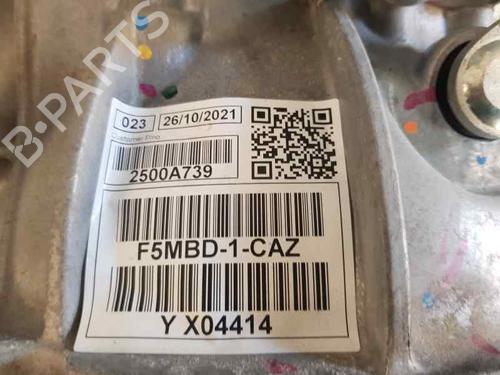 B-PARTS
023 26/10/2021
2500A739
F5MBD-1-CAZ
Y X04414